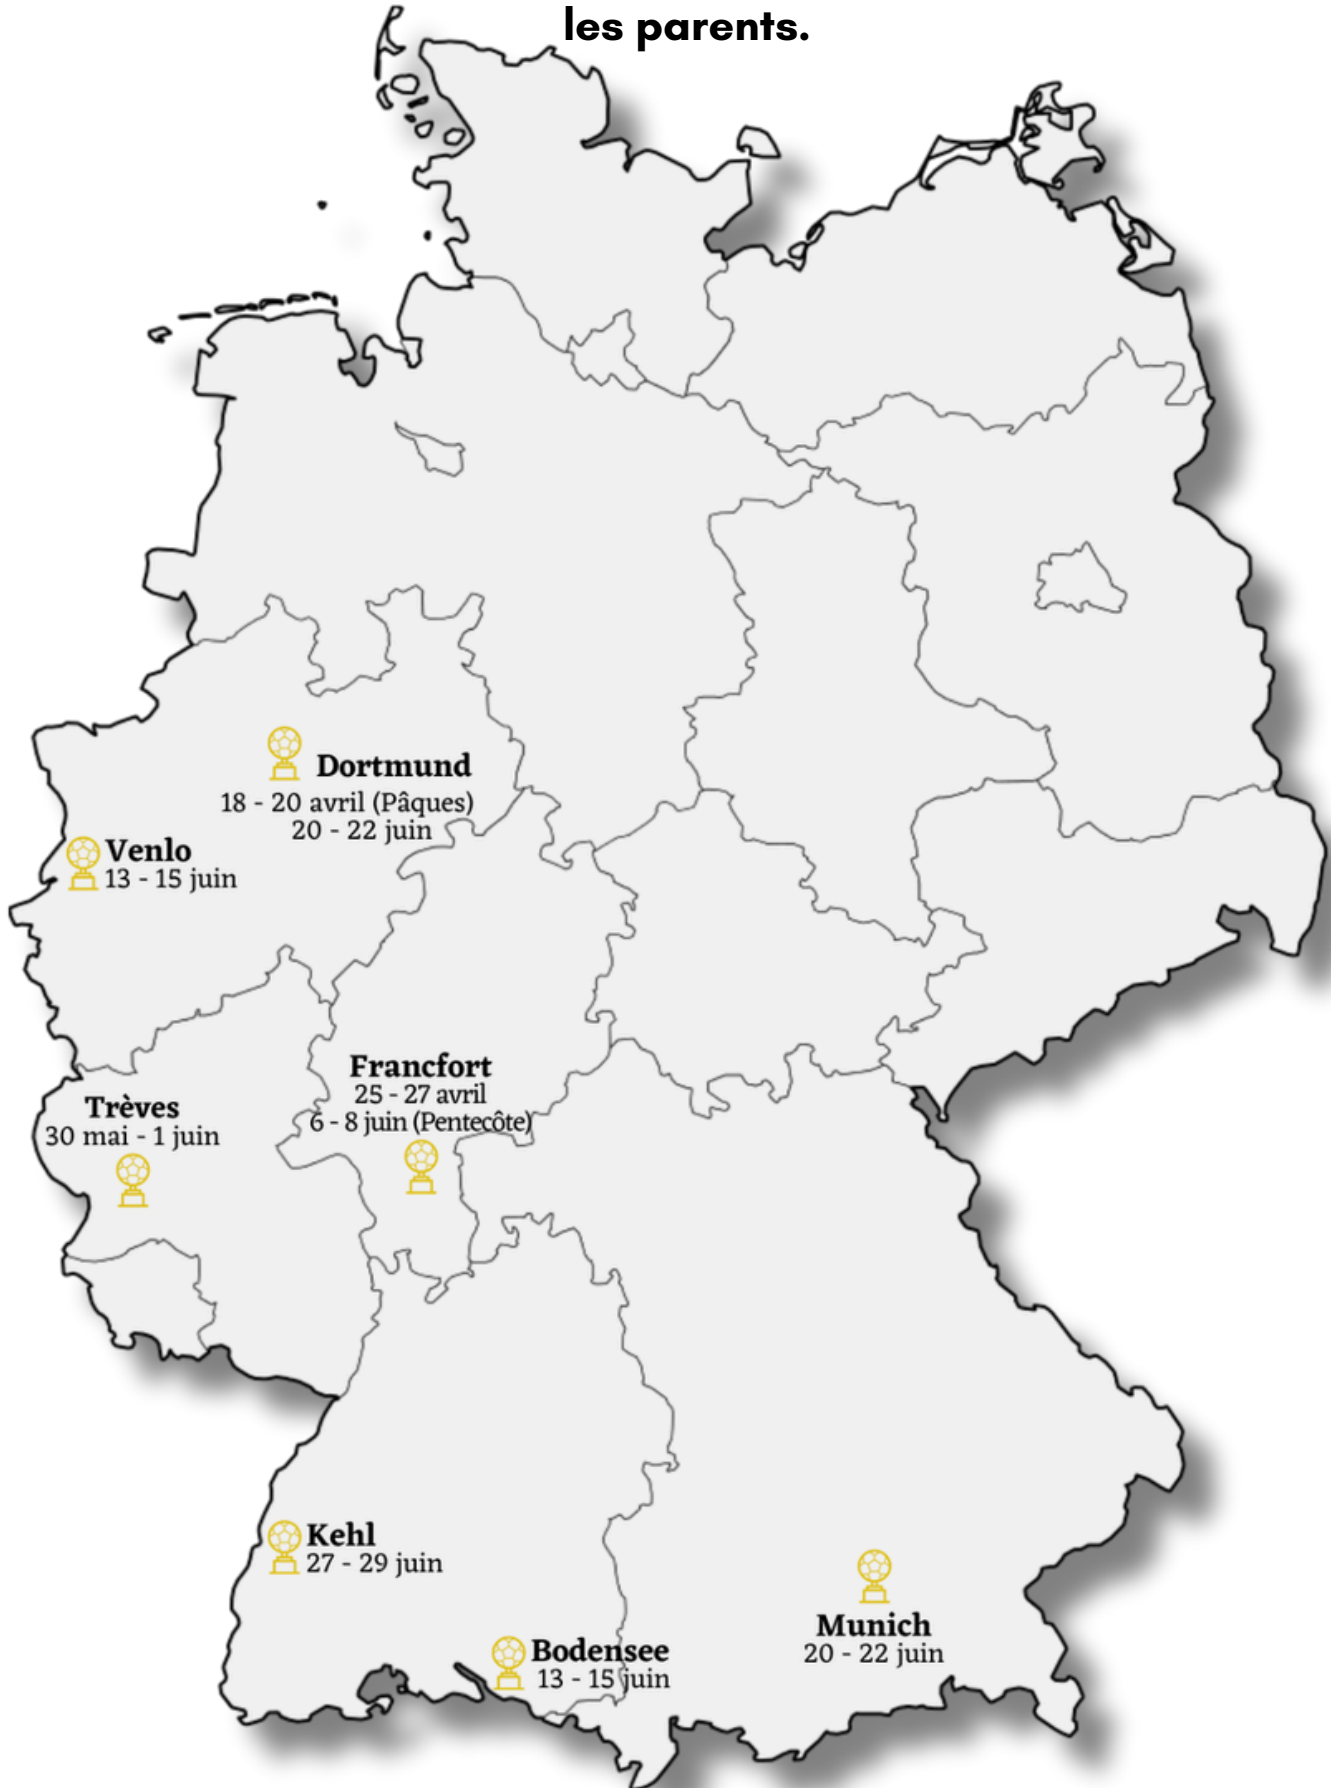 les parents.
Dortmund
18 - 20 avril (Pâques)
20 - 22 juin
Venlo
13 - 15 juin
Francfort
25 - 27 avril
6 - 8 juin (Pentecôte)
Trèves
30 mai - 1 juin
Kehl
27 - 29 juin
Munich
20 - 22 juin
Bodensee
13 - 15 juin